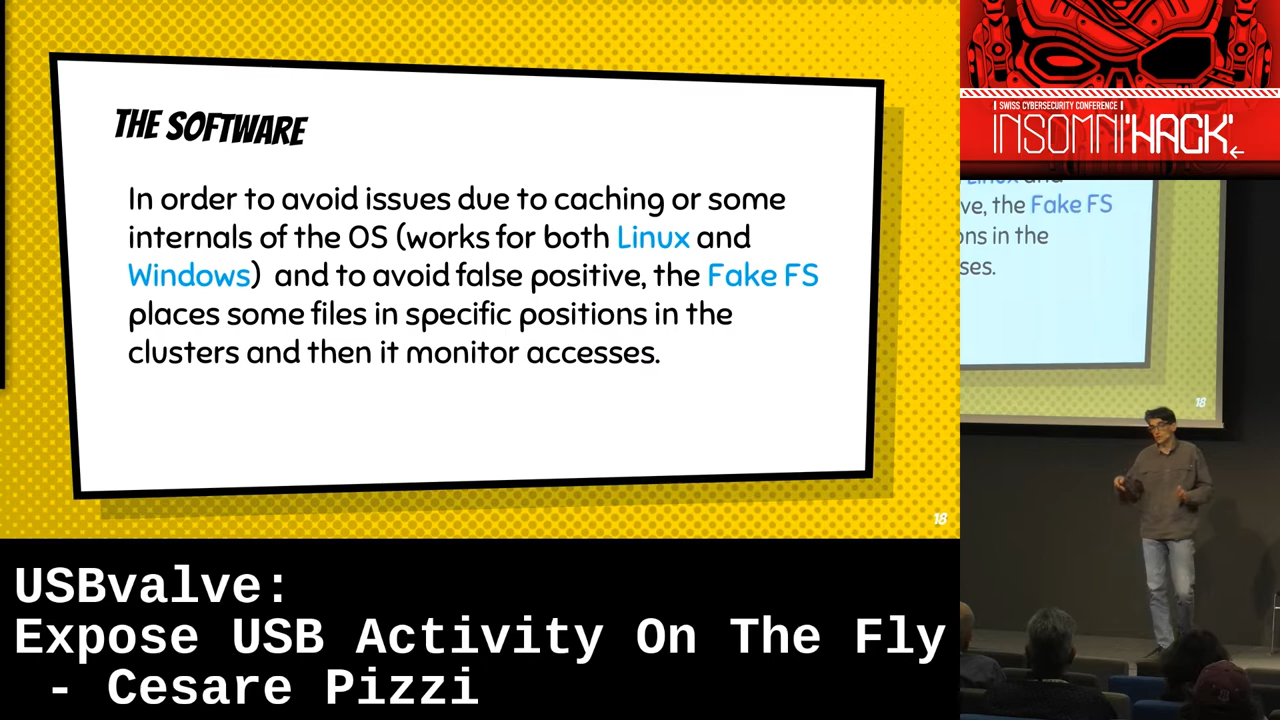 THE SOFTWARE
In order to avoid issues due to caching or some
internals of the OS (works for both Linux and
Windows) and to avoid false positive, the Fake FS
places some files in specific positions in the
clusters and then it monitor accesses.
18
SWISS CYBERSECURITY CONFERENCE
INSOMNI'HACK'
Linux and
ve, the Fake FS
ons in the
ses.
18
USBvalve:
Expose USB Activity On The Fly
- Cesare Pizzi